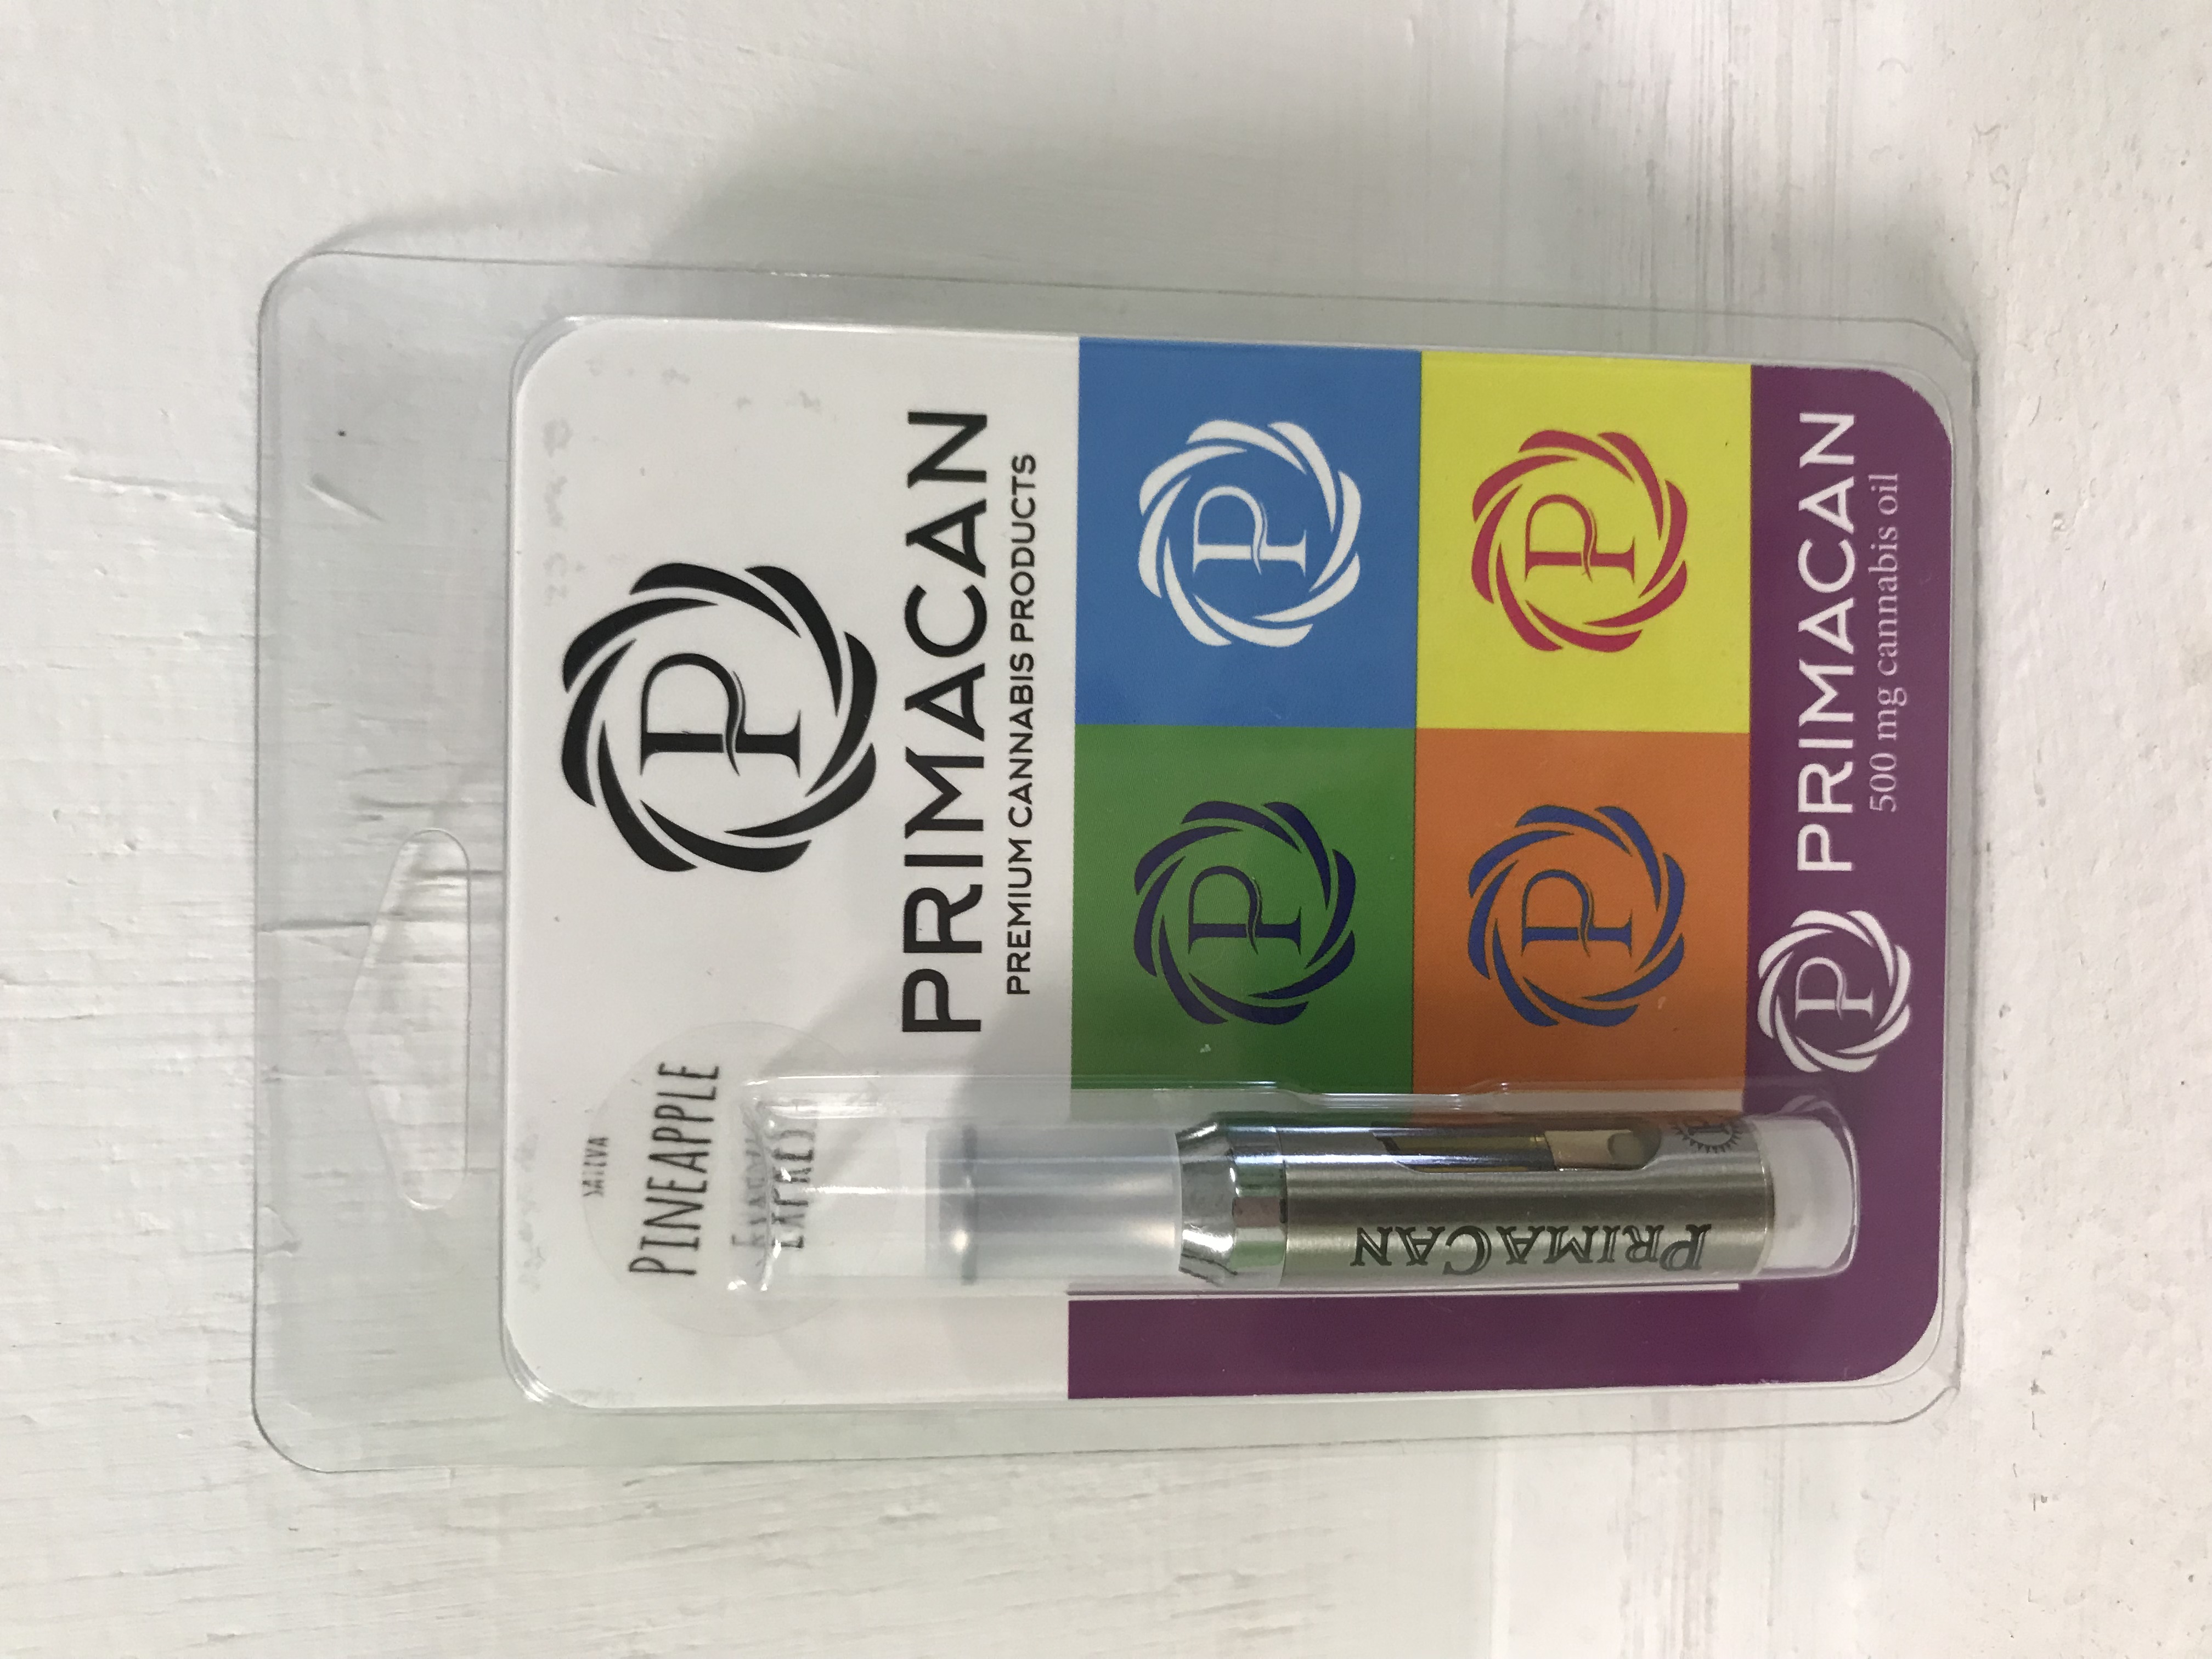 SATIVA
PINEAPPLE
EXPRESS
P
PRIMACAN
PREMIUM CANNABIS PRODUCTS
P
P
P
P
PRIMACAN
P
PRIMACAN
500 mg cannabis oil